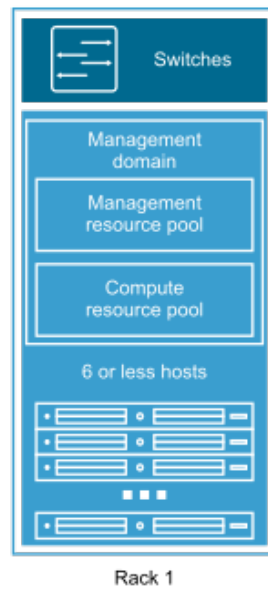 Switches
Management
domain
Management
resource pool
Compute
resource pool
6 or less hosts
Rack 1